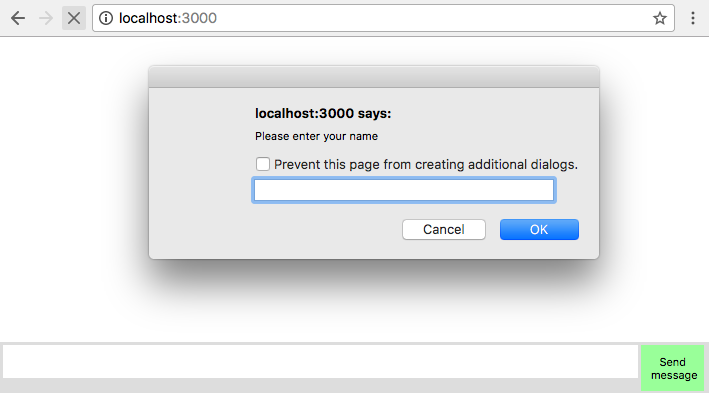 localhost:3000
localhost:3000 says:
Please enter your name
Prevent this page from creating additional dialogs.
Cancel
OK
Send
message